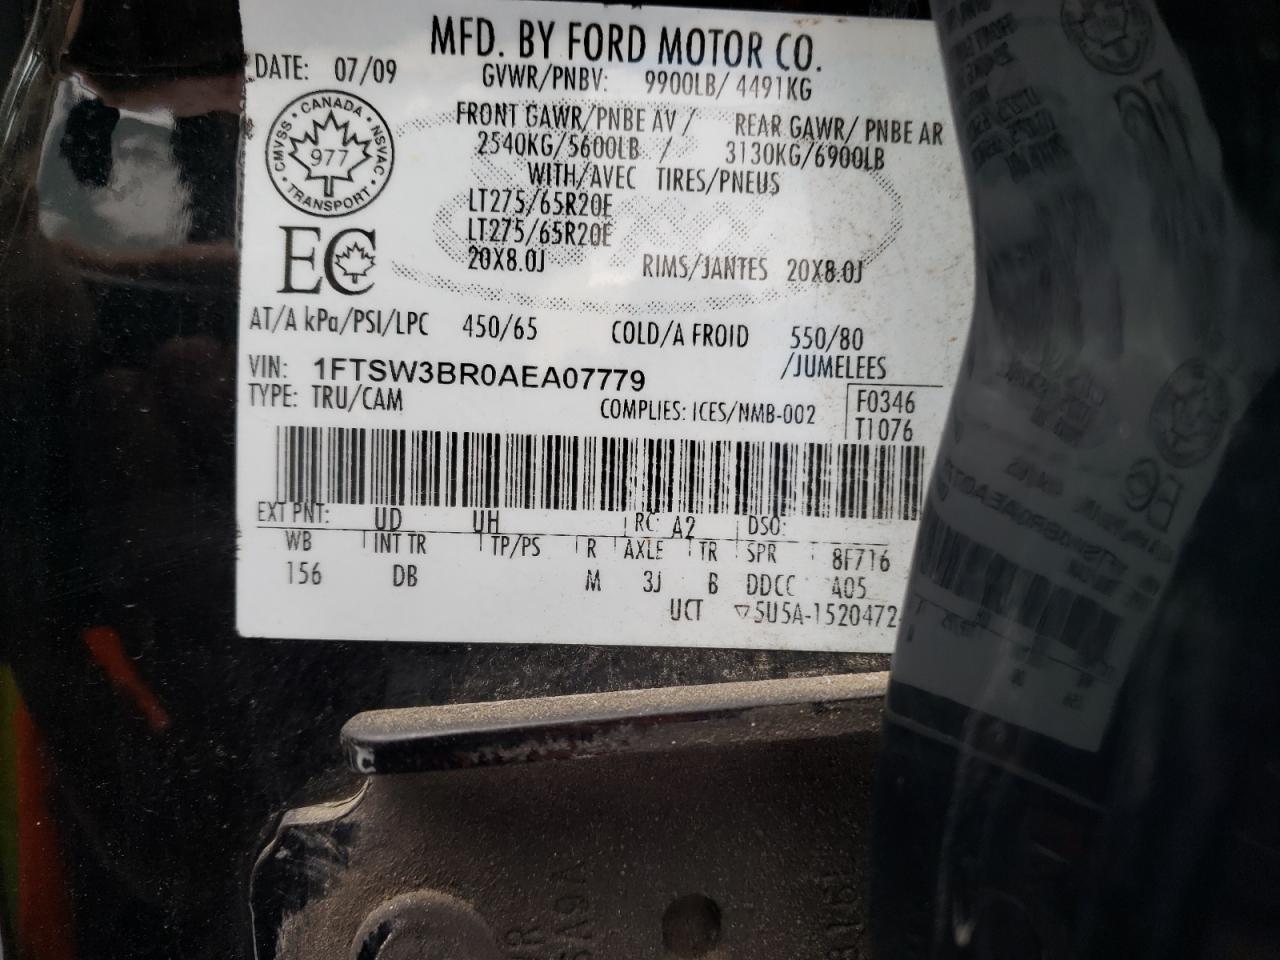 MFD. BY FORD MOTOR CO.
DATE: 07/09
GVWR/PNBV: 9900LB/ 4491KG
CMVSS · CANADA · NSVAC
977
· TRANSPORT ·
FRONT GAWR/PNBE AV / REAR GAWR/ PNBE AR
2540KG/5600LB / 3130KG/6900LB
WITH/AVEC TIRES/PNEUS
LT275/65R20E
LT275/65R20E
EC
20X8.0J RIMS/JANTES 20X8.0J
AT/A kPa/PSI/LPC 450/65 COLD/A FROID 550/80
/JUMELEES
VIN: 1FTSW3BR0AEA07779
TYPE: TRU/CAM
COMPLIES: ICES/NMB-002
F0346
T1076
EXT PNT: UD UH RC: A2 DSO:
WB INT TR TP/PS R AXLE TR SPR 8F716
156 DB M 3J B DDCC A05
UCT ▽5U5A-1520472-